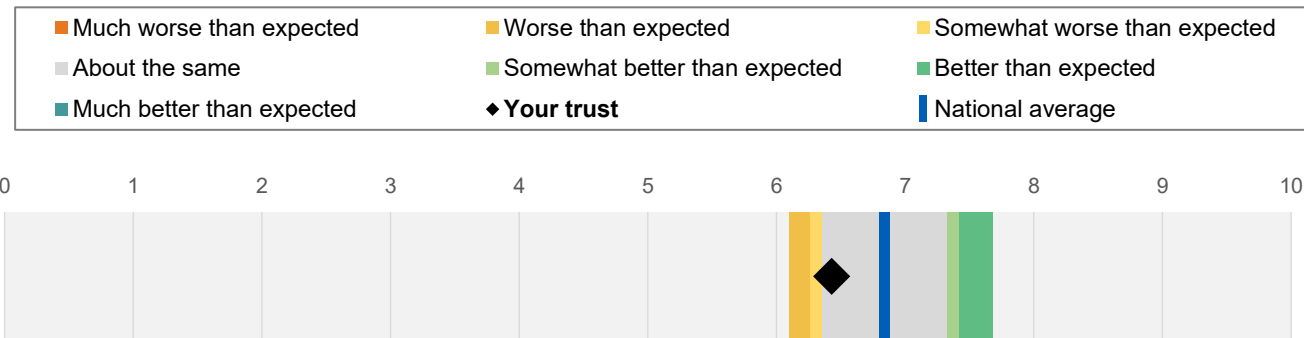 Much worse than expected Worse than expected Somewhat worse than expected
About the same Somewhat better than expected Better than expected
Much better than expected Your trust National average
0 1 2 3 4 5 6 7 8 9 10